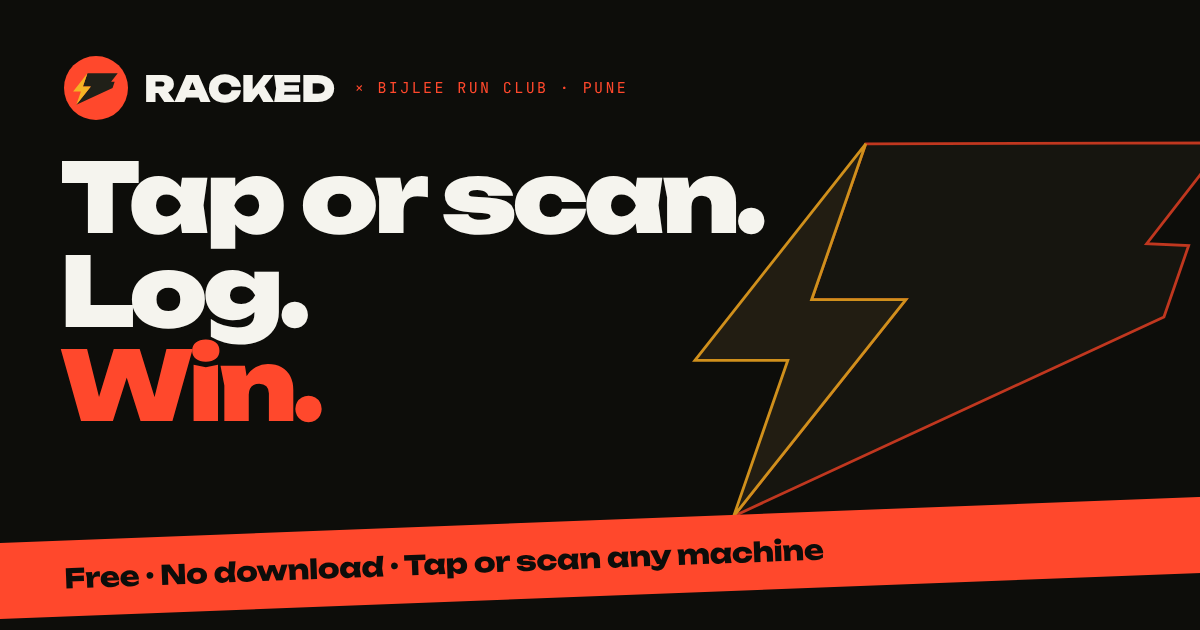 RACKED × BIJLEE RUN CLUB · PUNE
Tap or scan.
Log.
Win.
Free · No download · Tap or scan any machine